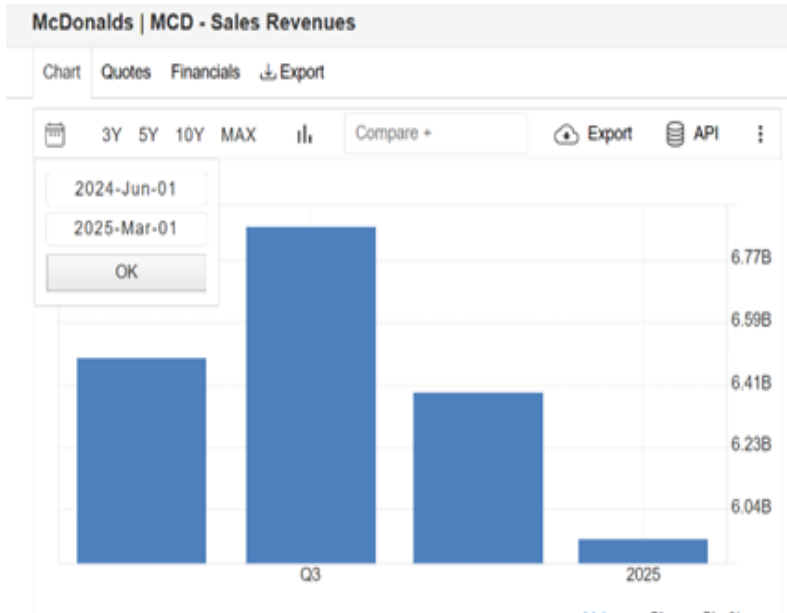 McDonalds | MCD - Sales Revenues
Chart Quotes Financials Export
3Y 5Y 10Y MAX Compare + Export API
2024-Jun-01
2025-Mar-01
OK
6.77B
6.59B
6.41B
6.23B
6.04B
Q3 2025